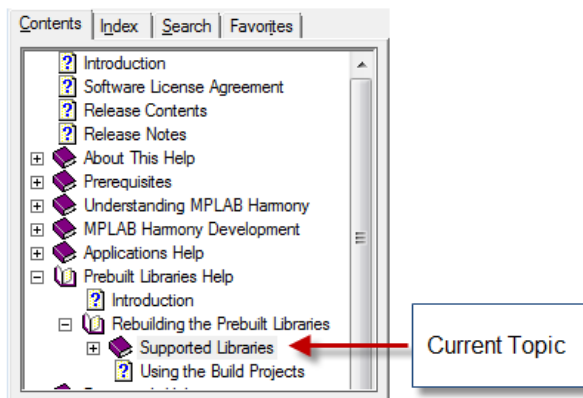 Contents Index Search Favorites
Introduction
Software License Agreement
Release Contents
Release Notes
About This Help
Prerequisites
Understanding MPLAB Harmony
MPLAB Harmony Development
Applications Help
Prebuilt Libraries Help
Introduction
Rebuilding the Prebuilt Libraries
Supported Libraries
Current Topic
Using the Build Projects